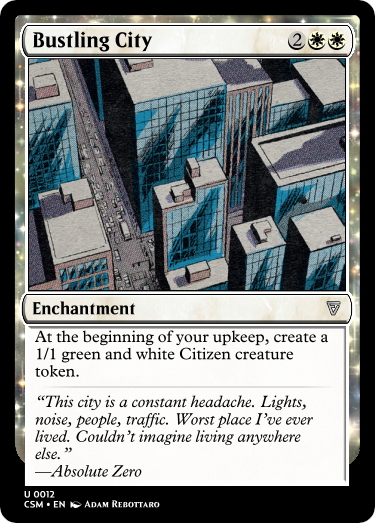 Bustling City 2
Enchantment
At the beginning of your upkeep, create a
1/1 green and white Citizen creature
token.
“This city is a constant headache. Lights,
noise, people, traffic. Worst place I’ve ever
lived. Couldn’t imagine living anywhere
else.”
—Absolute Zero
U 0012
CSM • EN Adam Rebottaro